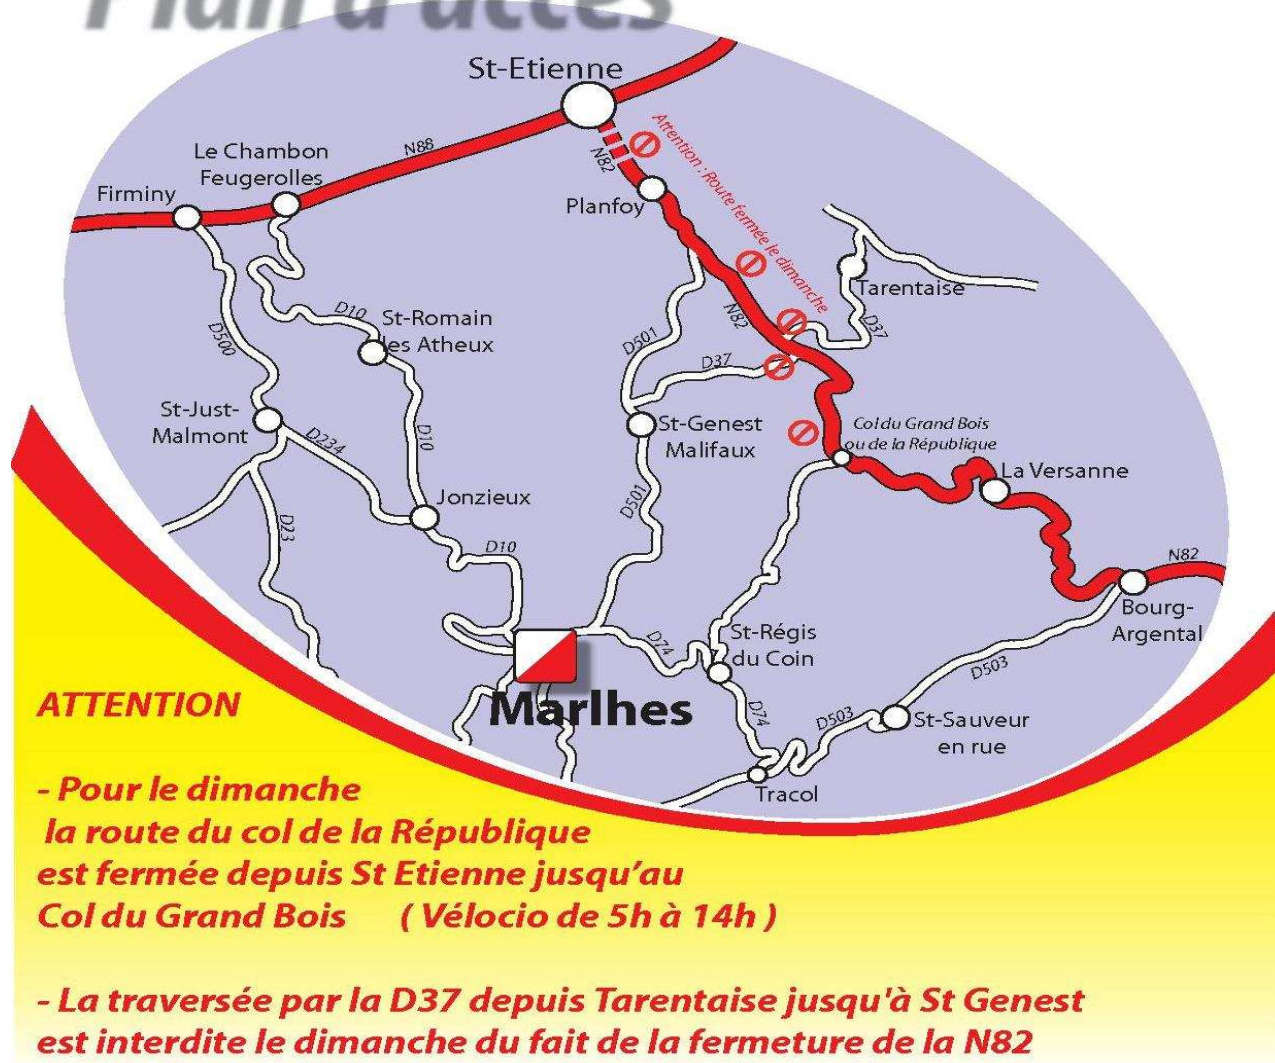 Plan d'accès
St-Etienne
N88
Le Chambon
Feugerolles
Firminy
N82
Attention : Route fermée le dimanche
Planfoy
Tarentaise
N82
D37
D10
St-Romain
les Atheux
D500
D501
D37
St-Just-
Malmont
D234
D10
St-Genest
Malifaux
Col du Grand Bois
ou de la République
La Versanne
Jonzieux
D501
D23
D10
N82
Bourg-
Argental
D74
St-Régis
du Coin
D503
Marlhes
D74
D503
St-Sauveur
en rue
Tracol
ATTENTION
- Pour le dimanche
la route du col de la République
est fermée depuis St Etienne jusqu'au
Col du Grand Bois ( Vélocio de 5h à 14h )
- La traversée par la D37 depuis Tarentaise jusqu'à St Genest
est interdite le dimanche du fait de la fermeture de la N82